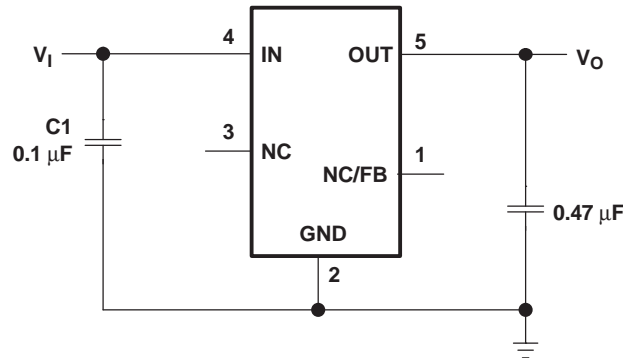 4
5
V_I
IN
OUT
V_O
C1
0.1 μF
3
NC
1
NC/FB
0.47 μF
GND
2